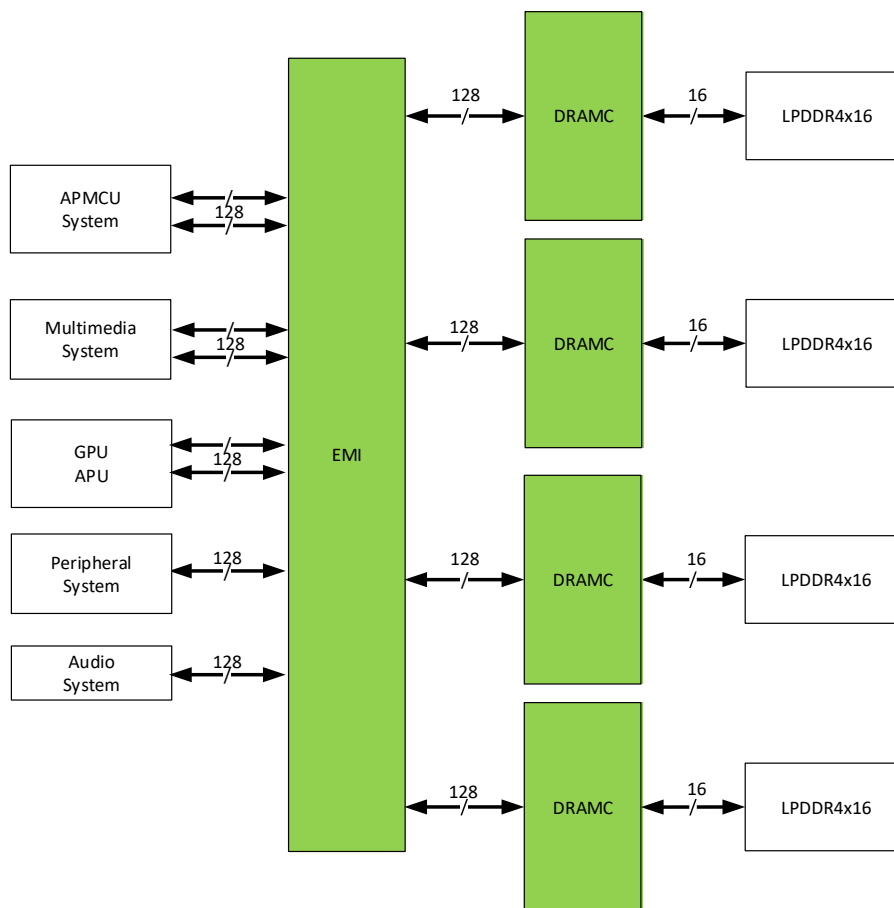 128
DRAMC
16
LPDDR4x16
APMCU
System
128
Multimedia
System
128
GPU
APU
128
Peripheral
System
128
Audio
System
128
EMI
128
DRAMC
16
LPDDR4x16
128
DRAMC
16
LPDDR4x16
128
DRAMC
16
LPDDR4x16